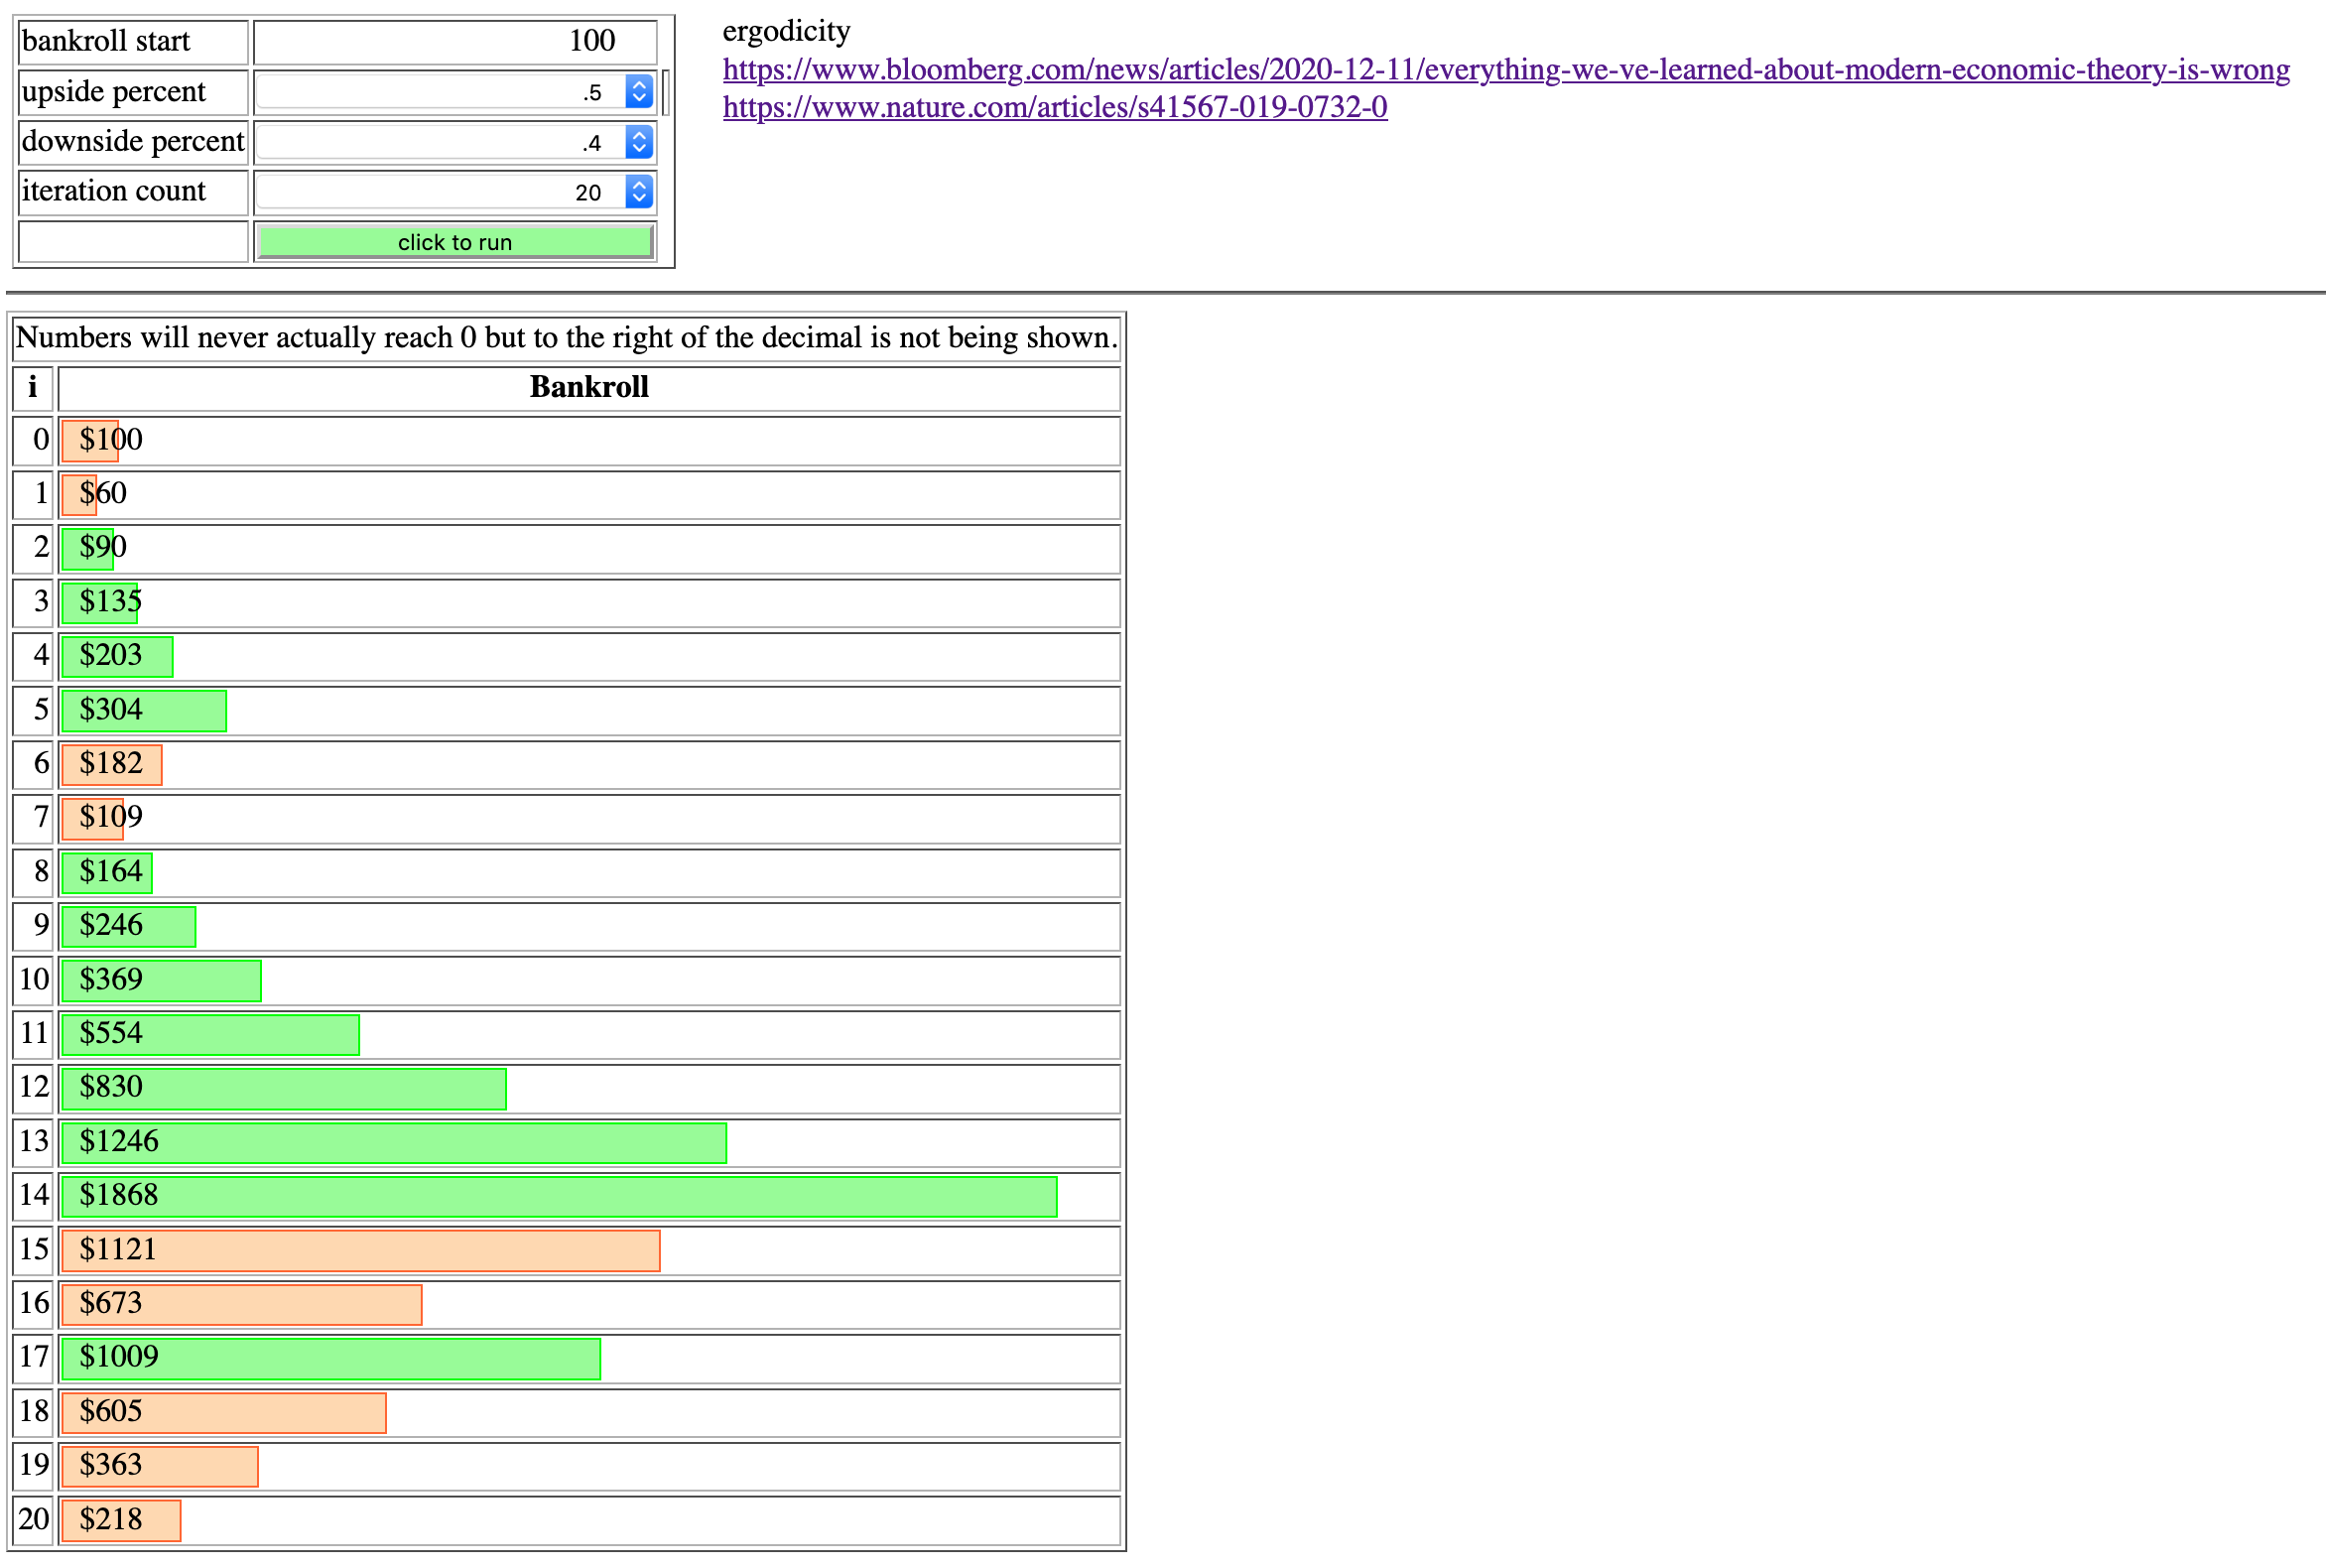 bankroll start 100
upside percent .5
downside percent .4
iteration count 20
click to run
ergodicity
https://www.bloomberg.com/news/articles/2020-12-11/everything-we-ve-learned-about-modern-economic-theory-is-wrong
https://www.nature.com/articles/s41567-019-0732-0
Numbers will never actually reach 0 but to the right of the decimal is not being shown.
i Bankroll
0 $100
1 $60
2 $90
3 $135
4 $203
5 $304
6 $182
7 $109
8 $164
9 $246
10 $369
11 $554
12 $830
13 $1246
14 $1868
15 $1121
16 $673
17 $1009
18 $605
19 $363
20 $218